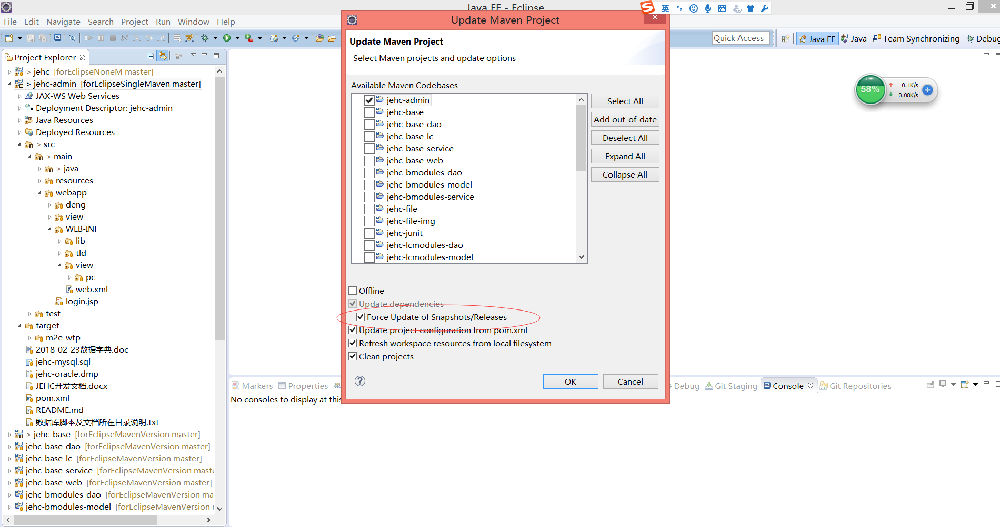 Java EE - Eclipse
英
File Edit Navigate Search Project Run Window Help
Quick Access
Java EE
Java
Team Synchronizing
Debug
Project Explorer
> jehc [forEclipseNoneM master]
> jehc-admin [forEclipseSingleMaven master]
JAX-WS Web Services
Deployment Descriptor: jehc-admin
Java Resources
Deployed Resources
> src
> main
> java
resources
webapp
deng
view
WEB-INF
lib
tld
view
pc
web.xml
login.jsp
test
target
m2e-wtp
2018-02-23数据字典.doc
jehc-mysql.sql
jehc-oracle.dmp
JEHC开发文档.docx
pom.xml
README.md
数据库脚本及文档所在目录说明.txt
> jehc-base [forEclipseMavenVersion master]
jehc-base-dao [forEclipseMavenVersion master]
jehc-base-lc [forEclipseMavenVersion master]
jehc-base-service [forEclipseMavenVersion maste
jehc-base-web [forEclipseMavenVersion master]
jehc-bmodules-dao [forEclipseMavenVersion ma
jehc-bmodules-model [forEclipseMavenVersion r
Update Maven Project
Update Maven Project
Select Maven projects and update options
Available Maven Codebases
jehc-admin
jehc-base
jehc-base-dao
jehc-base-lc
jehc-base-service
jehc-base-web
jehc-bmodules-dao
jehc-bmodules-model
jehc-bmodules-service
jehc-file
jehc-file-img
jehc-junit
jehc-lcmodules-dao
jehc-lcmodules-model
Select All
Add out-of-date
Deselect All
Expand All
Collapse All
Offline
Update dependencies
Force Update of Snapshots/Releases
Update project configuration from pom.xml
Refresh workspace resources from local filesystem
Clean projects
OK
Cancel
58%
0.1K/s
0.08K/s
Markers
Properties
Debug
Git Staging
Console
Git Repositories
No consoles to display at this